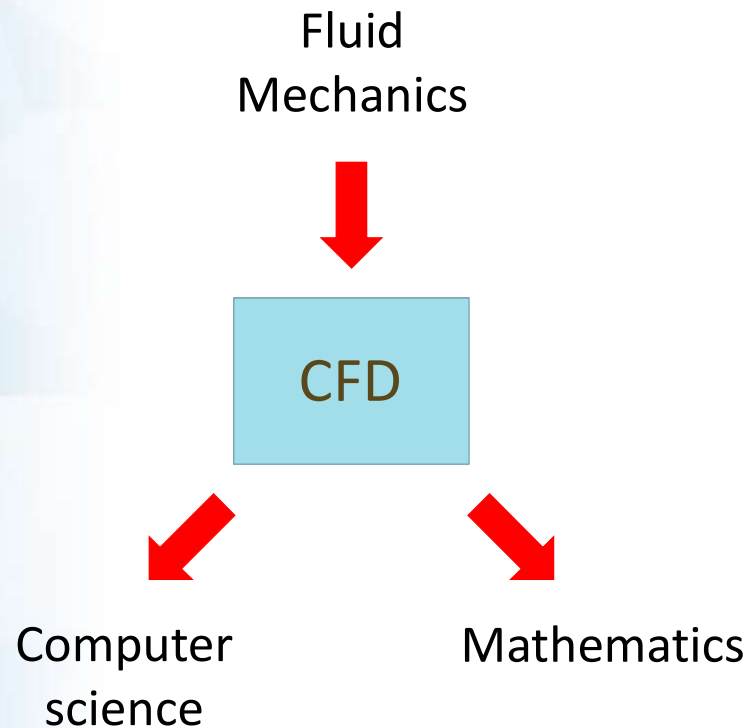 Fluid
Mechanics
CFD
Computer
science
Mathematics